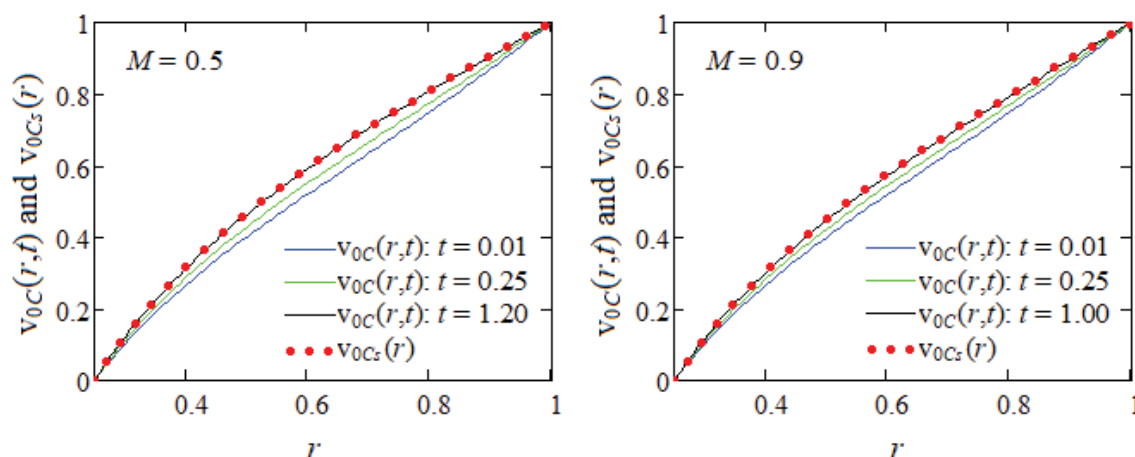 v₀C(r,t) and v₀Cs(r)
1
0.8
0.6
0.4
0.2
0
M = 0.5
v₀C(r,t): t = 0.01
v₀C(r,t): t = 0.25
v₀C(r,t): t = 1.20
v₀Cs(r)
0.4
0.6
0.8
1
r
v₀C(r,t) and v₀Cs(r)
1
0.8
0.6
0.4
0.2
0
M = 0.9
v₀C(r,t): t = 0.01
v₀C(r,t): t = 0.25
v₀C(r,t): t = 1.00
v₀Cs(r)
0.4
0.6
0.8
1
r